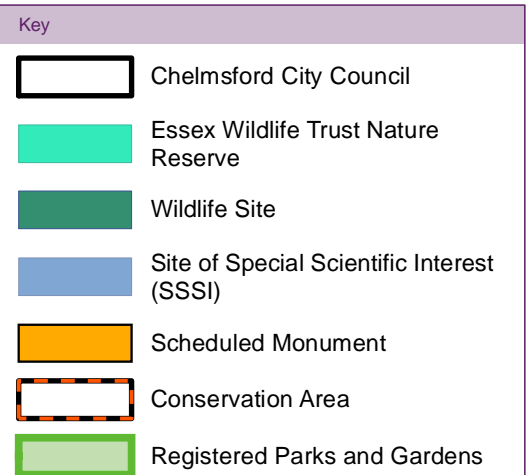 Key
Chelmsford City Council
Essex Wildlife Trust Nature
Reserve
Wildlife Site
Site of Special Scientific Interest
(SSSI)
Scheduled Monument
Conservation Area
Registered Parks and Gardens